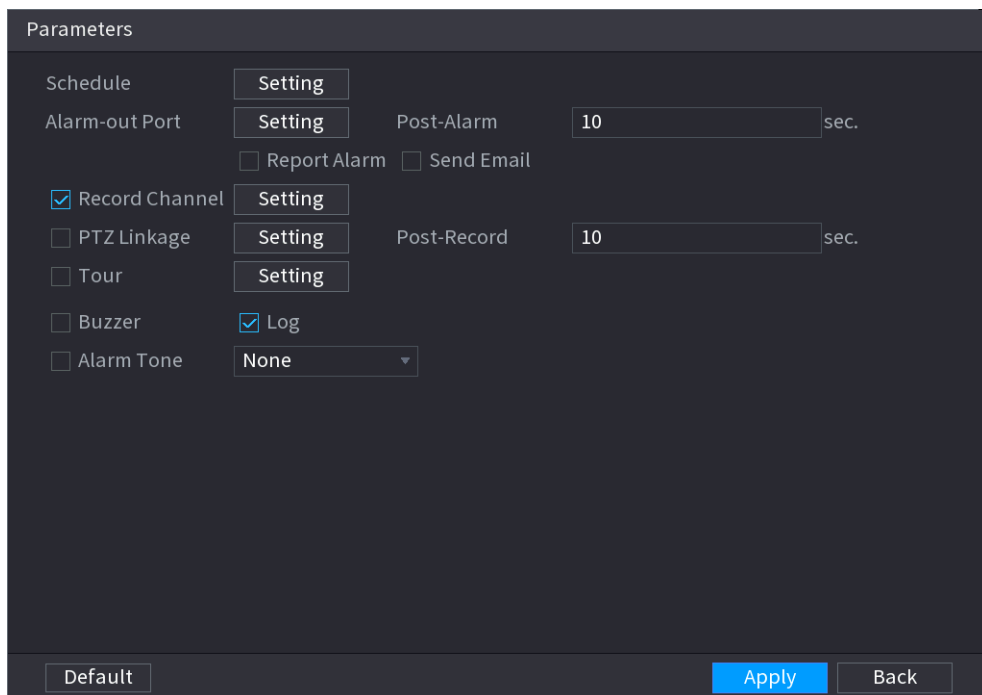 Parameters
Schedule Setting
Alarm-out Port Setting Post-Alarm 10 sec.
Report Alarm Send Email
Record Channel Setting
PTZ Linkage Setting Post-Record 10 sec.
Tour Setting
Buzzer Log
Alarm Tone None
Default Apply Back